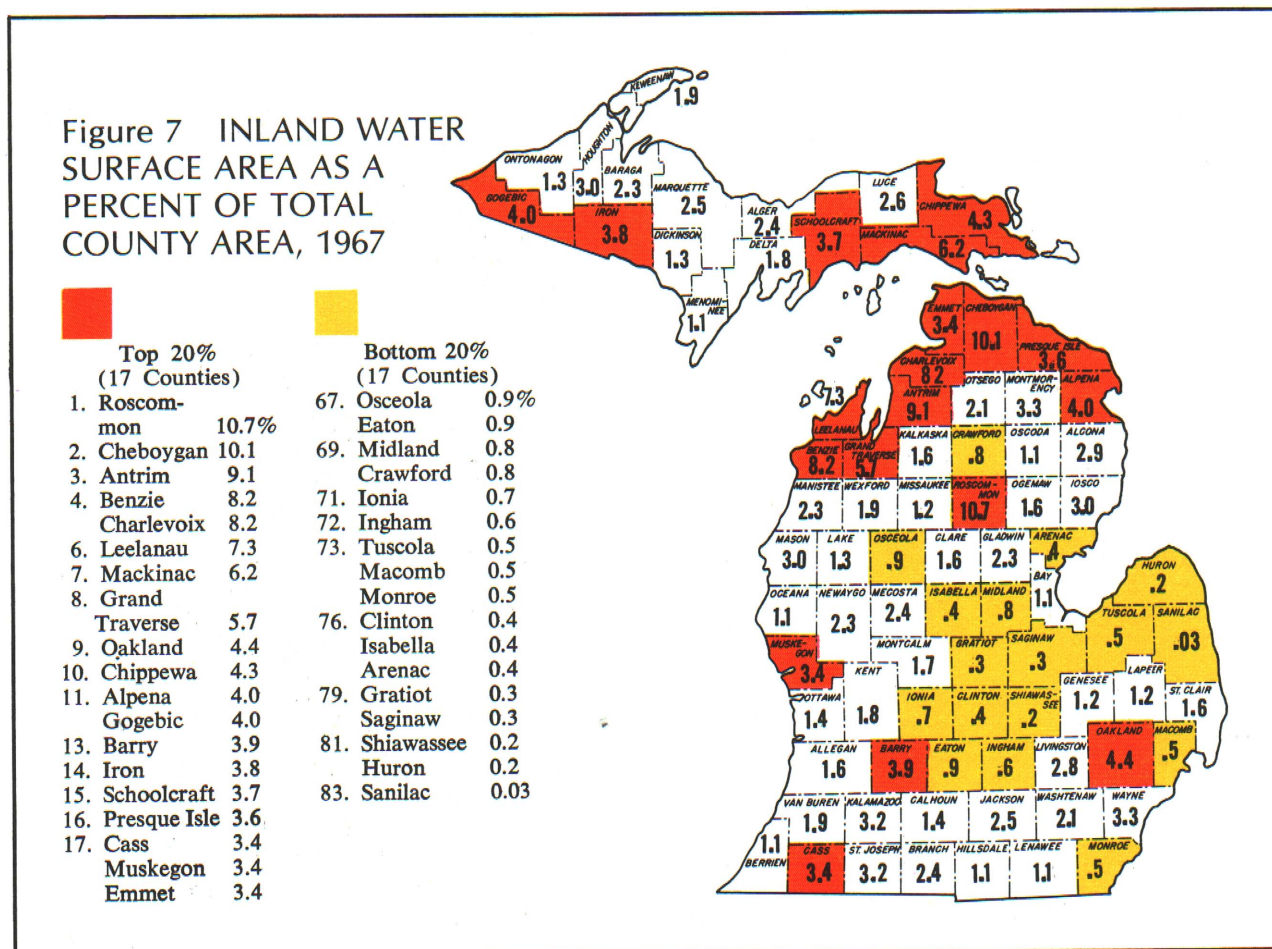 Figure 7 INLAND WATER
SURFACE AREA AS A
PERCENT OF TOTAL
COUNTY AREA, 1967
Top 20%
(17 Counties)
1. Roscom-
mon 10.7%
2. Cheboygan 10.1
3. Antrim 9.1
4. Benzie 8.2
Charlevoix 8.2
6. Leelanau 7.3
7. Mackinac 6.2
8. Grand
Traverse 5.7
9. Oakland 4.4
10. Chippewa 4.3
11. Alpena 4.0
Gogebic 4.0
13. Barry 3.9
14. Iron 3.8
15. Schoolcraft 3.7
16. Presque Isle 3.6
17. Cass 3.4
Muskegon 3.4
Emmet 3.4
Bottom 20%
(17 Counties)
67. Osceola 0.9%
Eaton 0.9
69. Midland 0.8
Crawford 0.8
71. Ionia 0.7
72. Ingham 0.6
73. Tuscola 0.5
Macomb 0.5
Monroe 0.5
76. Clinton 0.4
Isabella 0.4
Arenac 0.4
79. Gratiot 0.3
Saginaw 0.3
81. Shiawassee 0.2
Huron 0.2
83. Sanilac 0.03
KEWEENAW
1.9
HOUGHTON
3.0
ONTONAGON
1.3
BARAGA
2.3
GOGEBIC
4.0
IRON
3.8
MARQUETTE
2.5
DICKINSON
1.3
MENOMI-
NEE
1.1
ALGER
2.4
DELTA
1.8
SCHOOLCRAFT
3.7
LUCE
2.6
CHIPPEWA
4.3
MACKINAC
6.2
EMMET
3.4
CHEBOYGAN
10.1
PRESQUE ISLE
3.6
CHARLEVOIX
8 2
ANTRIM
9.1
OTSEGO
2.1
MONTMOR-
ENCY
3.3
ALPENA
4.0
7.3
LEELANAU
BENZIE
8.2
GRAND
TRAVERSE
5.7
KALKASKA
1.6
CRAWFORD
.8
OSCODA
1.1
ALCONA
2.9
MANISTEE
2.3
WEXFORD
1.9
MISSAUKEE
1.2
ROSCOM-
MON
10.7
OGEMAW
1.6
IOSCO
3.0
MASON
3.0
LAKE
1.3
OSCEOLA
.9
CLARE
1.6
GLADWIN
2.3
ARENAC
.4
OCEANA
1.1
NEWAYGO
2.3
MECOSTA
2.4
ISABELLA
.4
MIDLAND
.8
BAY
1.1
HURON
.2
TUSCOLA
.5
SANILAC
.03
MUSKE-
GON
3.4
MONTCALM
1.7
GRATIOT
.3
SAGINAW
.3
OTTAWA
1.4
KENT
1.8
IONIA
.7
CLINTON
.4
SHIAWAS-
SEE
.2
GENESEE
1.2
LAPEER
1.2
ST. CLAIR
1.6
ALLEGAN
1.6
BARRY
3.9
EATON
.9
INGHAM
.6
LIVINGSTON
2.8
OAKLAND
4.4
MACOMB
.5
VAN BUREN
1.9
KALAMAZOO
3.2
CALHOUN
1.4
JACKSON
2.5
WASHTENAW
2.1
WAYNE
3.3
1.1
BERRIEN
CASS
3.4
ST. JOSEPH
3.2
BRANCH
2.4
HILLSDALE
1.1
LENAWEE
1.1
MONROE
.5